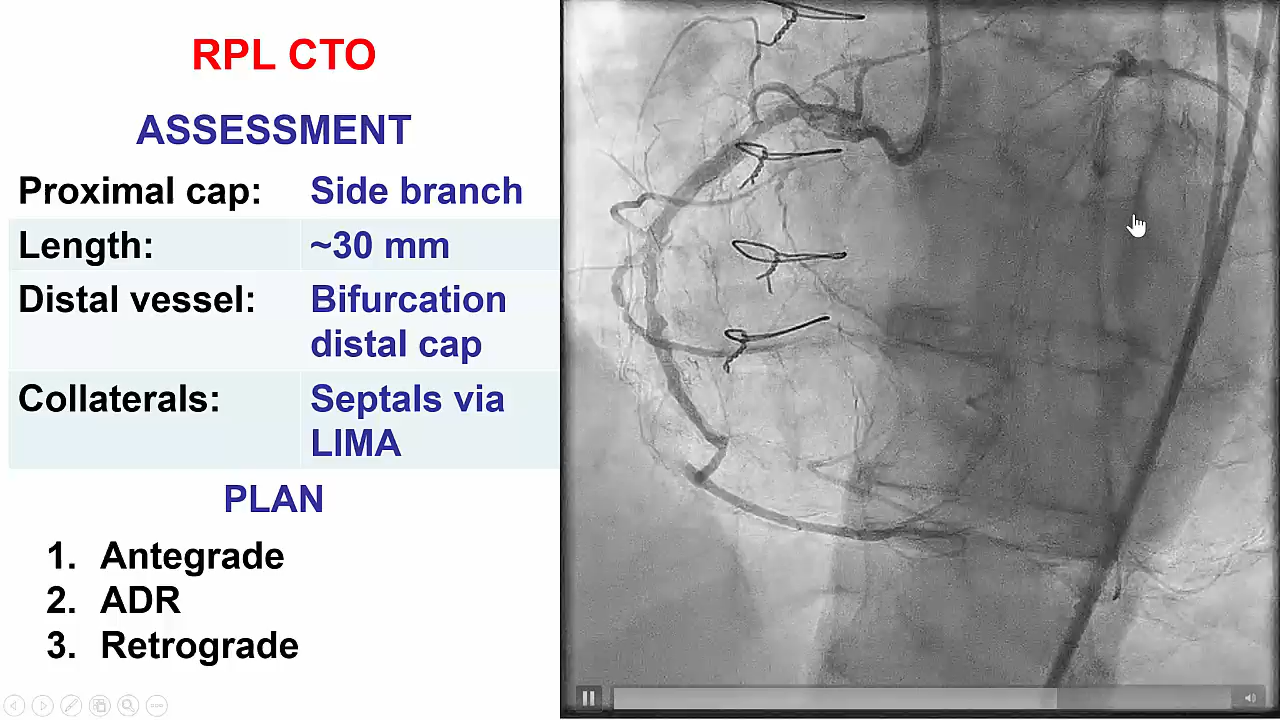 RPL CTO
ASSESSMENT
Proximal cap: Side branch
Length: ~30 mm
Distal vessel: Bifurcation
distal cap
Collaterals: Septals via
LIMA
PLAN
1. Antegrade
2. ADR
3. Retrograde